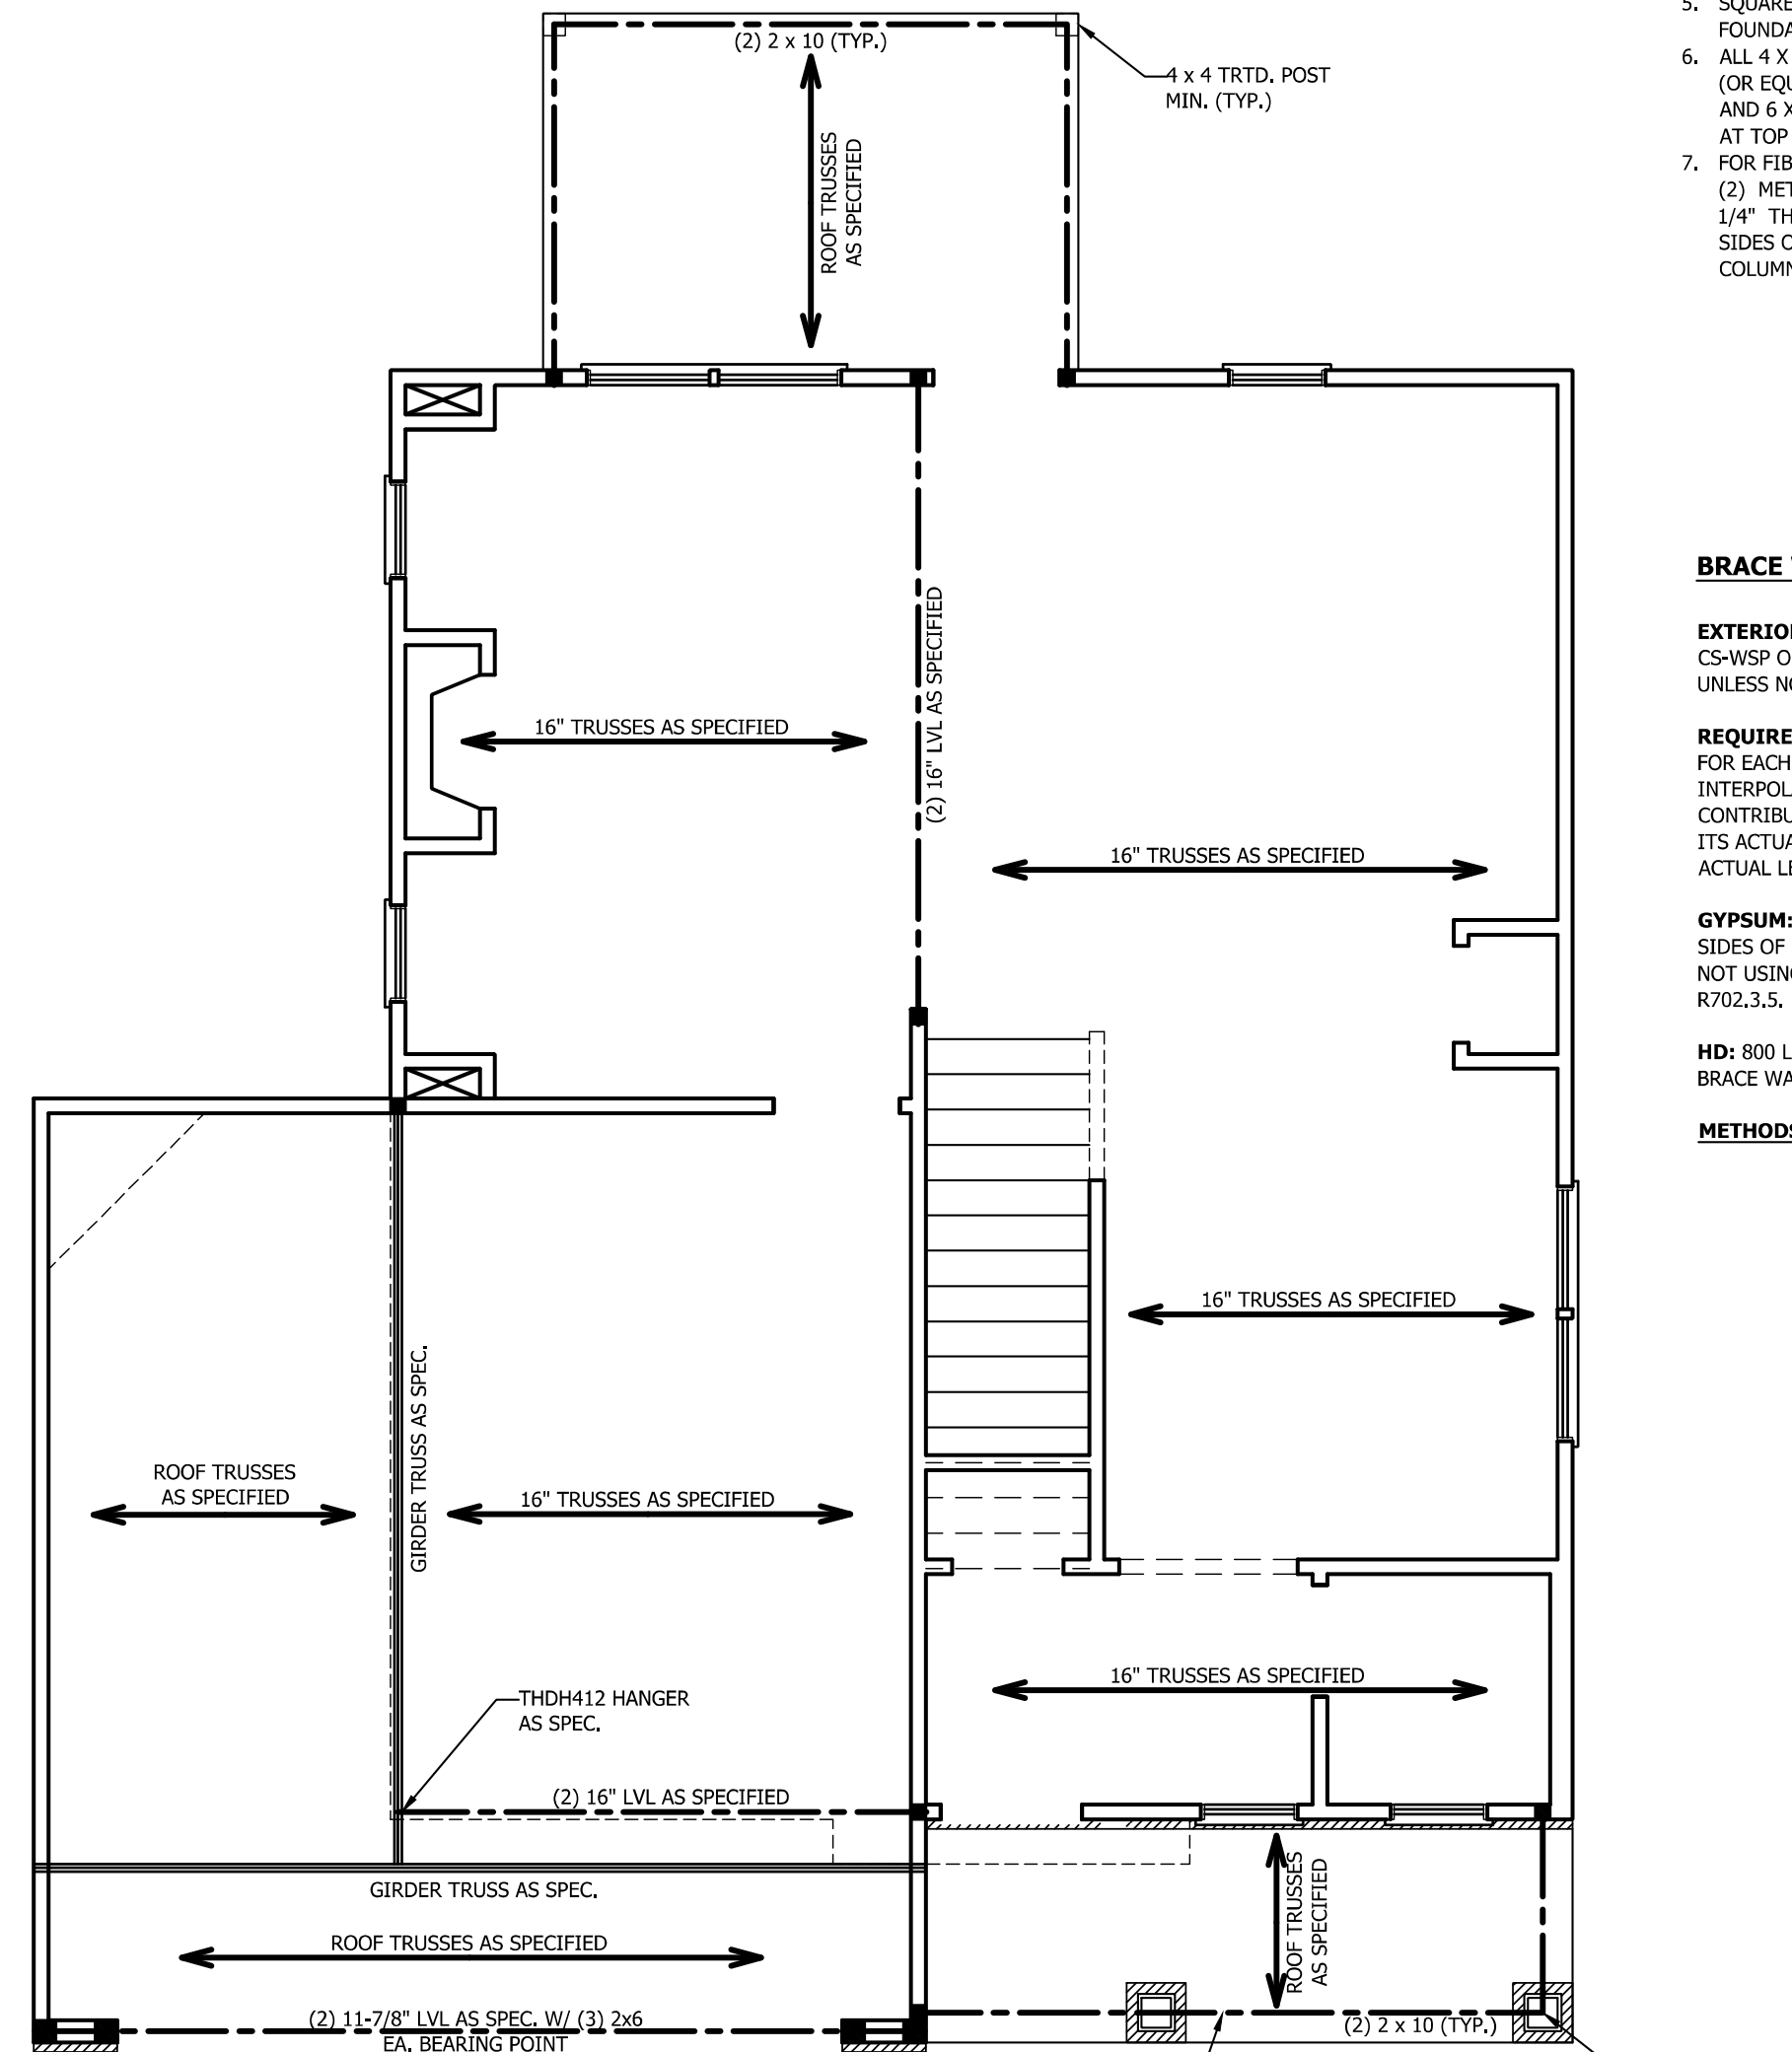 (2) 2 x 10 (TYP.)
4 x 4 TRTD. POST
MIN. (TYP.)
ROOF TRUSSES
AS SPECIFIED
16" TRUSSES AS SPECIFIED
(2) 16" LVL AS SPECIFIED
16" TRUSSES AS SPECIFIED
16" TRUSSES AS SPECIFIED
GIRDER TRUSS AS SPEC.
ROOF TRUSSES
AS SPECIFIED
16" TRUSSES AS SPECIFIED
16" TRUSSES AS SPECIFIED
THDH412 HANGER
AS SPEC.
(2) 16" LVL AS SPECIFIED
GIRDER TRUSS AS SPEC.
ROOF TRUSSES
AS SPECIFIED
ROOF TRUSSES AS SPECIFIED
(2) 11-7/8" LVL AS SPEC. W/ (3) 2x6
EA. BEARING POINT
(2) 2 x 10 (TYP.)
5. SQUARE
FOUNDA
6. ALL 4 X
(OR EQU
AND 6 X
AT TOP
7. FOR FIB
(2) MET
1/4" TH
SIDES O
COLUMN
BRACE
EXTERIO
CS-WSP O
UNLESS NO
REQUIRE
FOR EACH
INTERPOL
CONTRIBU
ITS ACTUA
ACTUAL LE
GYPSUM:
SIDES OF
NOT USING
R702.3.5.
HD: 800 L
BRACE WA
METHODS